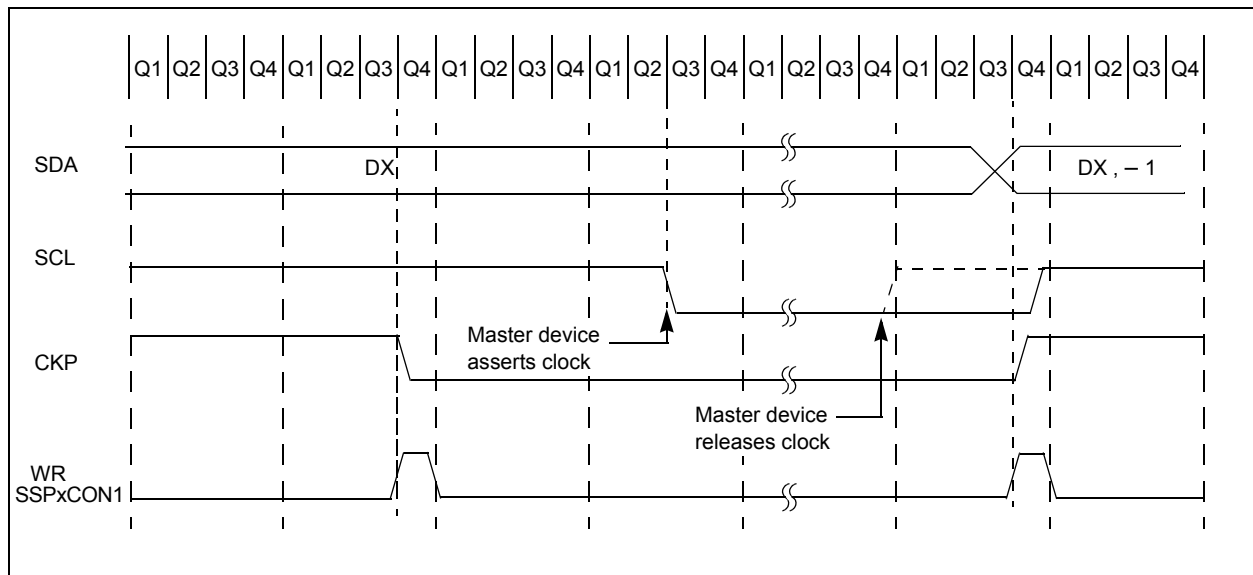 Q1 Q2 Q3 Q4 Q1 Q2 Q3 Q4 Q1 Q2 Q3 Q4 Q1 Q2 Q3 Q4 Q1 Q2 Q3 Q4 Q1 Q2 Q3 Q4 Q1 Q2 Q3 Q4
SDA
DX
DX , – 1
SCL
Master device
asserts clock
CKP
Master device
releases clock
WR
SSPxCON1